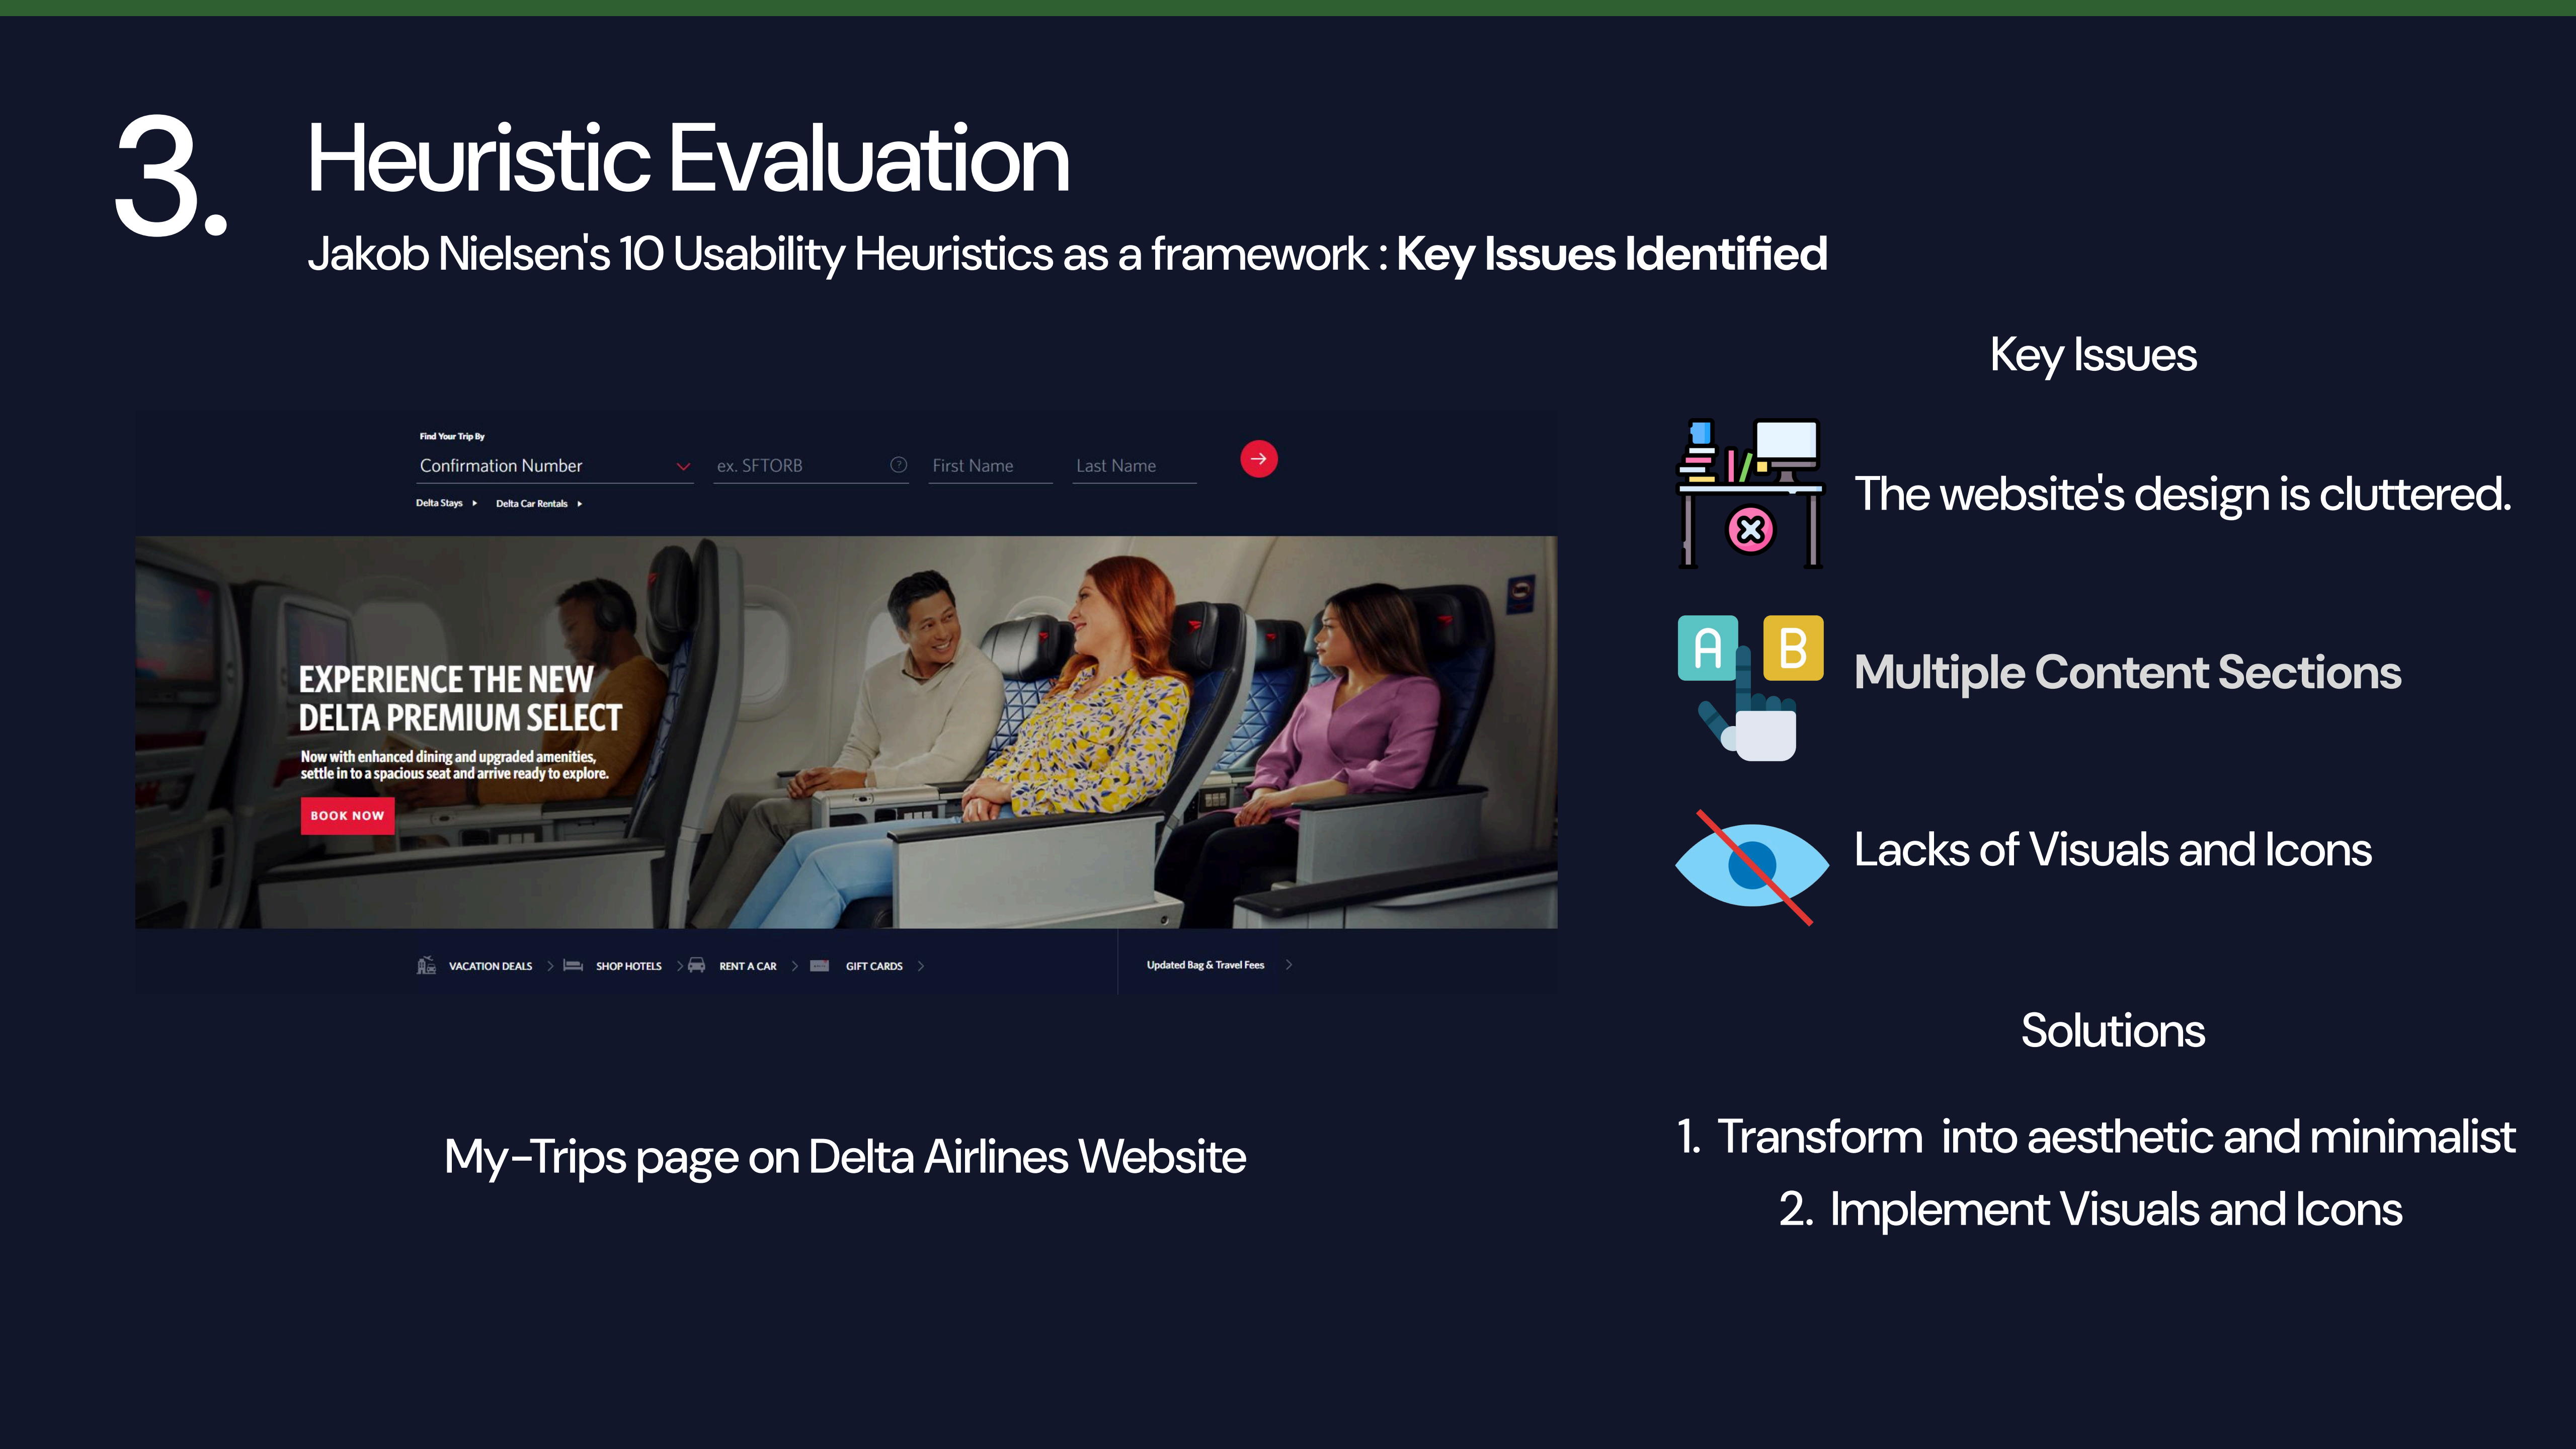 3.
Heuristic Evaluation
Jakob Nielsen's 10 Usability Heuristics as a framework : Key Issues Identified
Find Your Trip By
Confirmation Number
ex. SFTORB
?
First Name
Last Name
Delta Stays
Delta Car Rentals
EXPERIENCE THE NEW
DELTA PREMIUM SELECT
Now with enhanced dining and upgraded amenities,
settle in to a spacious seat and arrive ready to explore.
BOOK NOW
VACATION DEALS
SHOP HOTELS
RENT A CAR
GIFT CARDS
Updated Bag & Travel Fees
My-Trips page on Delta Airlines Website
Key Issues
The website's design is cluttered.
A B
Multiple Content Sections
Lacks of Visuals and Icons
Solutions
1. Transform  into aesthetic and minimalist
2. Implement Visuals and Icons